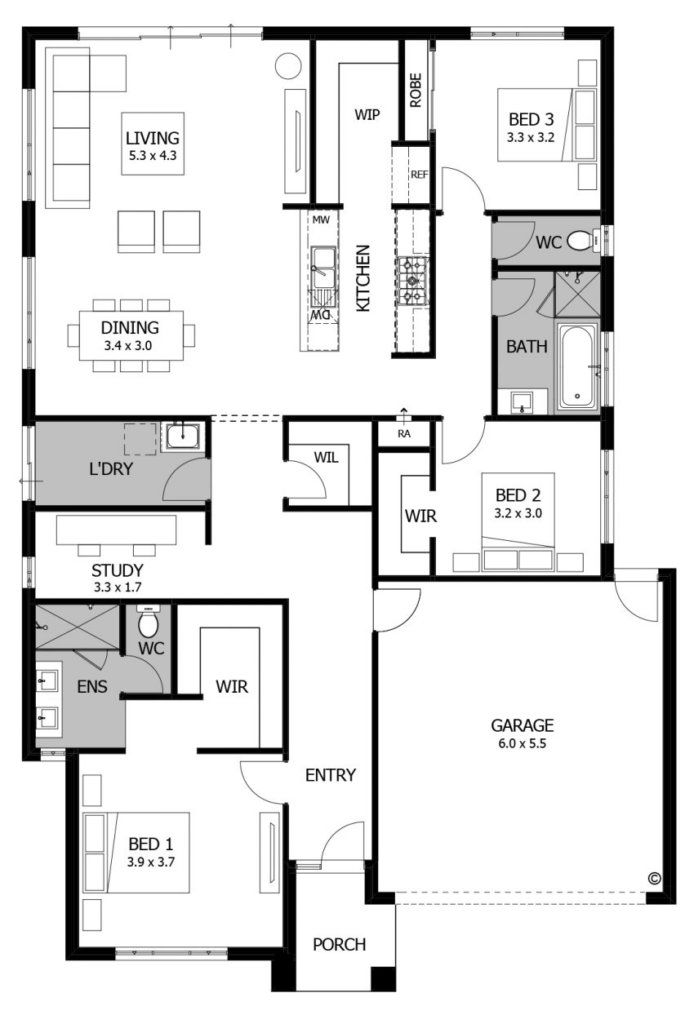 LIVING
5.3 x 4.3
WIP
ROBE
BED 3
3.3 x 3.2
REF
MW
WC
KITCHEN
DW
DINING
3.4 x 3.0
BATH
L'DRY
WIL
RA
WIR
BED 2
3.2 x 3.0
STUDY
3.3 x 1.7
WC
ENS
WIR
GARAGE
6.0 x 5.5
ENTRY
BED 1
3.9 x 3.7
©
PORCH